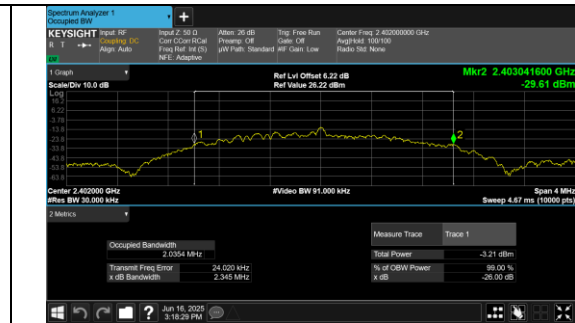 Spectrum Analyzer 1
Occupied BW
KEYSIGHT
R T
Input: RF
Coupling: DC
Align: Auto
Input Z: 50 Ω
Corr CCorr RCal
Freq Ref: Int (S)
NFE: Adaptive
Atten: 26 dB
Preamp: Off
µW Path: Standard
Trig: Free Run
Gate: Off
#IF Gain: Low
Center Freq: 2.402000000 GHz
Avg|Hold: 100/100
Radio Std: None
1 Graph
Scale/Div 10.0 dB
Ref Lvl Offset 6.22 dB
Ref Value 26.22 dBm
Mkr2 2.403041600 GHz
-29.61 dBm
Log
16.2
6.22
-3.78
-13.8
-23.8
-33.8
-43.8
-53.8
-63.8
1
2
Center 2.402000 GHz
#Res BW 30.000 kHz
#Video BW 91.000 kHz
Span 4 MHz
Sweep 4.67 ms (10000 pts)
2 Metrics
Measure Trace
Trace 1
Occupied Bandwidth
2.0354 MHz
Total Power
-3.21 dBm
Transmit Freq Error
24.020 kHz
% of OBW Power
99.00 %
x dB Bandwidth
2.345 MHz
x dB
-26.00 dB
?
Jun 16, 2025
3:18:29 PM